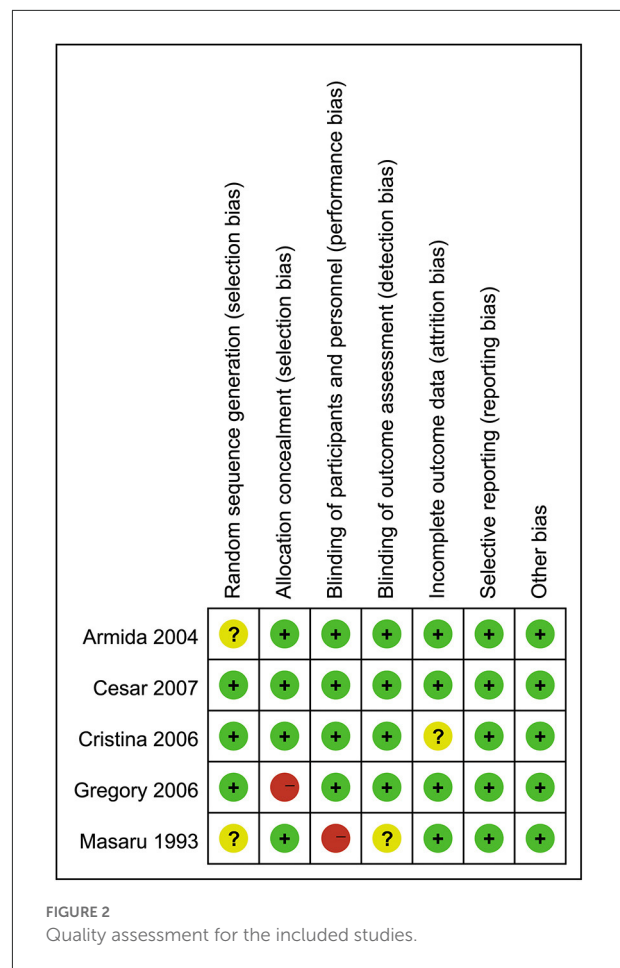 Random sequence generation (selection bias)
Allocation concealment (selection bias)
Blinding of participants and personnel (performance bias)
Blinding of outcome assessment (detection bias)
Incomplete outcome data (attrition bias)
Selective reporting (reporting bias)
Other bias
Armida 2004 ? + + + + + +
Cesar 2007 + + + + + + +
Cristina 2006 + + + + ? + +
Gregory 2006 + − + + + + +
Masaru 1993 ? + − ? + + +
FIGURE 2
Quality assessment for the included studies.